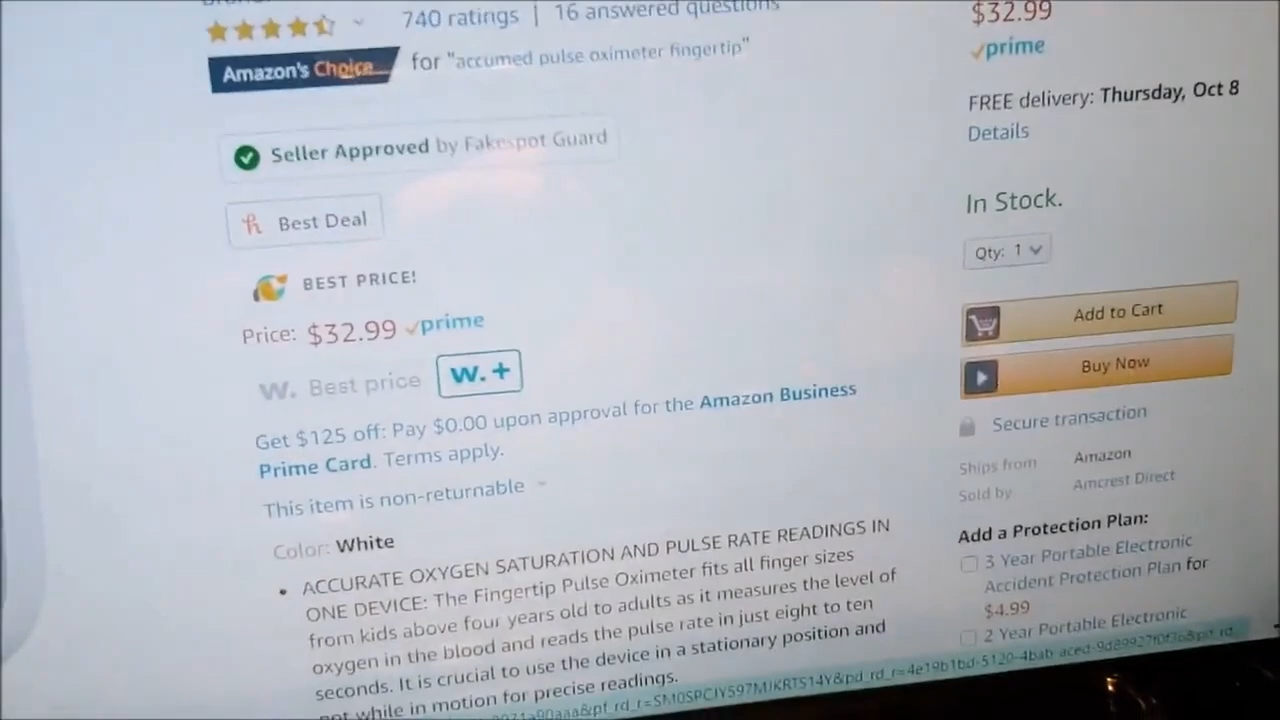 740 ratings | 16 answered questions
Amazon's Choice for "accumed pulse oximeter fingertip"
Seller Approved by Fakespot Guard
h Best Deal
BEST PRICE!
Price: $32.99 prime
w. Best price w.+
Get $125 off: Pay $0.00 upon approval for the Amazon Business
Prime Card. Terms apply.
This item is non-returnable
Color: White
• ACCURATE OXYGEN SATURATION AND PULSE RATE READINGS IN
ONE DEVICE: The Fingertip Pulse Oximeter fits all finger sizes
from kids above four years old to adults as it measures the level of
oxygen in the blood and reads the pulse rate in just eight to ten
seconds. It is crucial to use the device in a stationary position and
not while in motion for precise readings.
$32.99
prime
FREE delivery: Thursday, Oct 8
Details
In Stock.
Qty: 1
Add to Cart
Buy Now
Secure transaction
Ships from Amazon
Sold by Amcrest Direct
Add a Protection Plan:
3 Year Portable Electronic
Accident Protection Plan for
$4.99
2 Year Portable Electronic